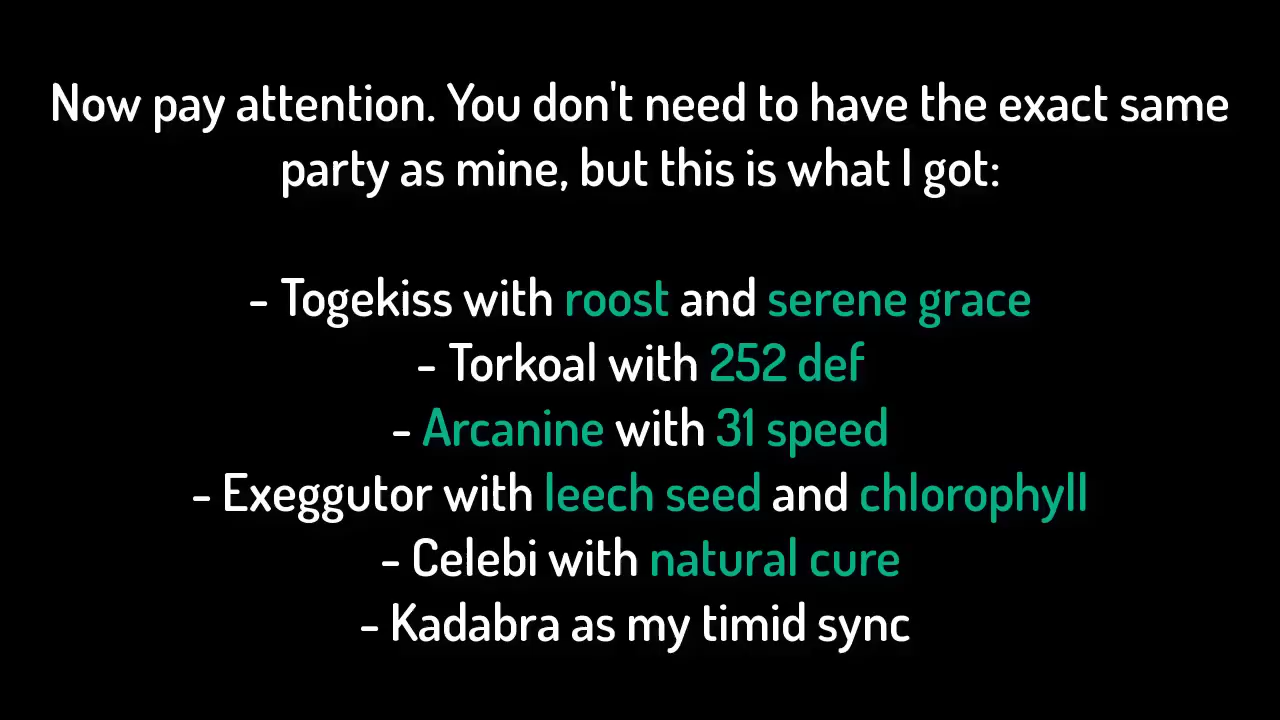 Now pay attention. You don't need to have the exact same
party as mine, but this is what I got:
- Togekiss with roost and serene grace
- Torkoal with 252 def
- Arcanine with 31 speed
- Exeggutor with leech seed and chlorophyll
- Celebi with natural cure
- Kadabra as my timid sync